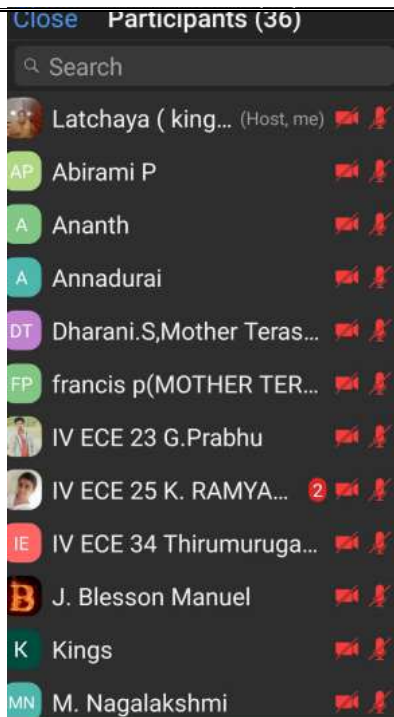 Close Participants (36)
Search
Latchaya ( king... (Host, me)
AP Abirami P
A Ananth
A Annadurai
DT Dharani.S,Mother Teras...
FP francis p(MOTHER TER...
IV ECE 23 G.Prabhu
IV ECE 25 K. RAMYA... 2
IE IV ECE 34 Thirumuruga...
B J. Blesson Manuel
K Kings
MN M. Nagalakshmi